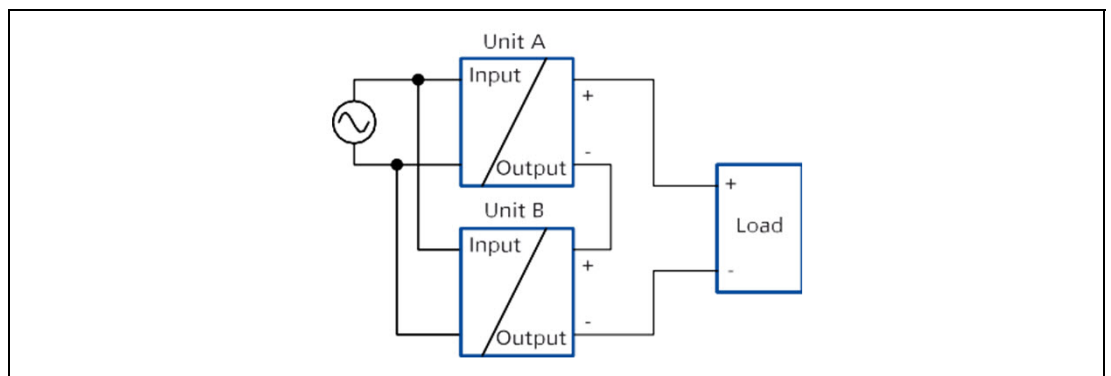 Unit A
Input
+
-
Output
Unit B
Input
+
-
Output
+
Load
-